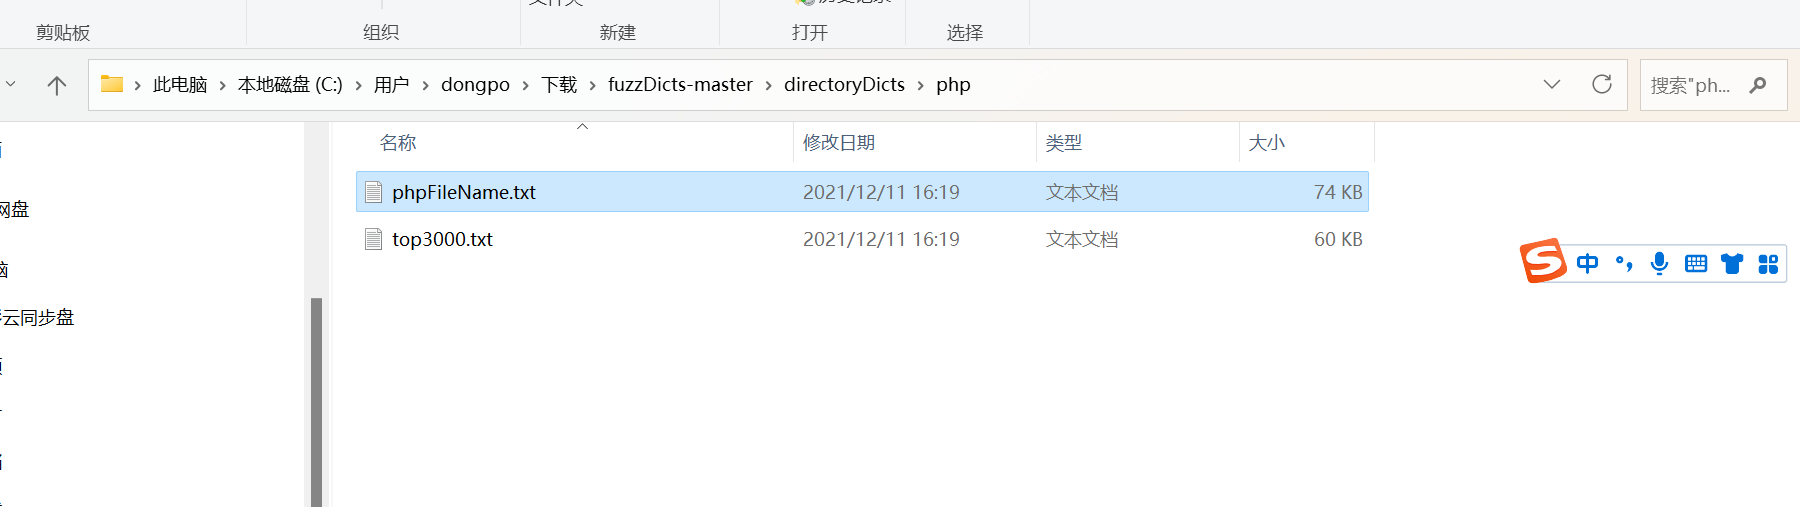 剪贴板 组织 新建 打开 选择
此电脑 本地磁盘 (C:) 用户 dongpo 下载 fuzzDicts-master directoryDicts php 搜索"ph...
名称 修改日期 类型 大小
phpFileName.txt 2021/12/11 16:19 文本文档 74 KB
网盘
top3000.txt 2021/12/11 16:19 文本文档 60 KB
中
云同步盘